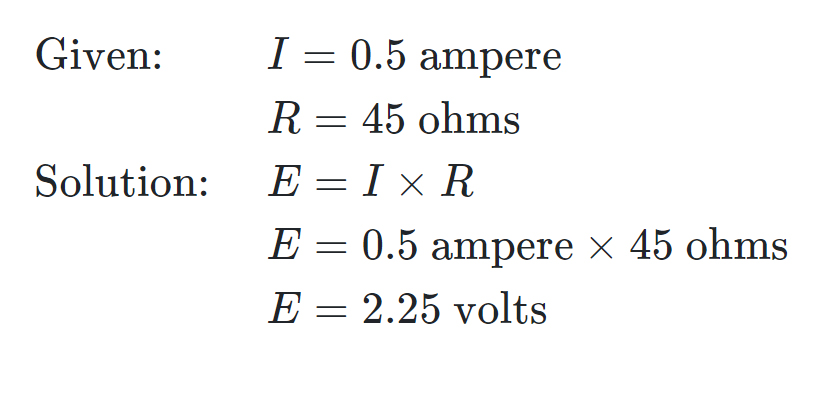 Given: I = 0.5 ampere
R = 45 ohms
Solution: E = I × R
E = 0.5 ampere × 45 ohms
E = 2.25 volts